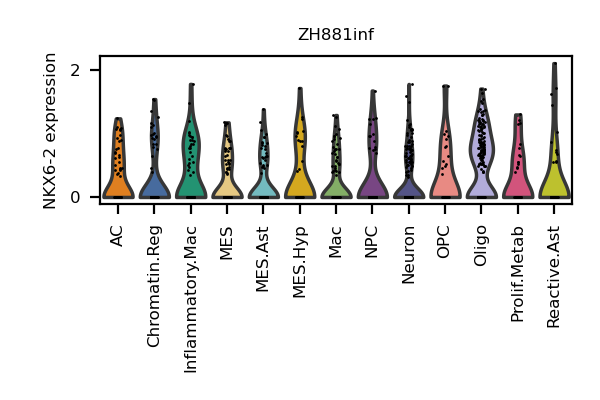 ZH881inf
NKX6-2 expression
2
0
AC
Chromatin.Reg
Inflammatory.Mac
MES
MES.Ast
MES.Hyp
Mac
NPC
Neuron
OPC
Oligo
Prolif.Metab
Reactive.Ast